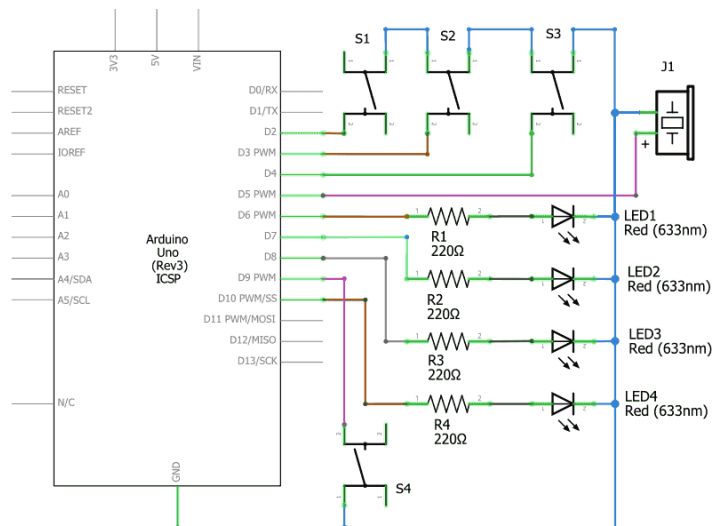 S1
S2
S3
J1
3V3
5V
VIN
RESET
RESET2
AREF
IOREF
A0
A1
A2
A3
A4/SDA
A5/SCL
N/C
Arduino
Uno
(Rev3)
ICSP
D0/RX
D1/TX
D2
D3 PWM
D4
D5 PWM
D6 PWM
D7
D8
D9 PWM
D10 PWM/SS
D11 PWM/MOSI
D12/MISO
D13/SCK
GND
+
R1
220Ω
R2
220Ω
R3
220Ω
R4
220Ω
LED1
Red (633nm)
LED2
Red (633nm)
LED3
Red (633nm)
LED4
Red (633nm)
S4